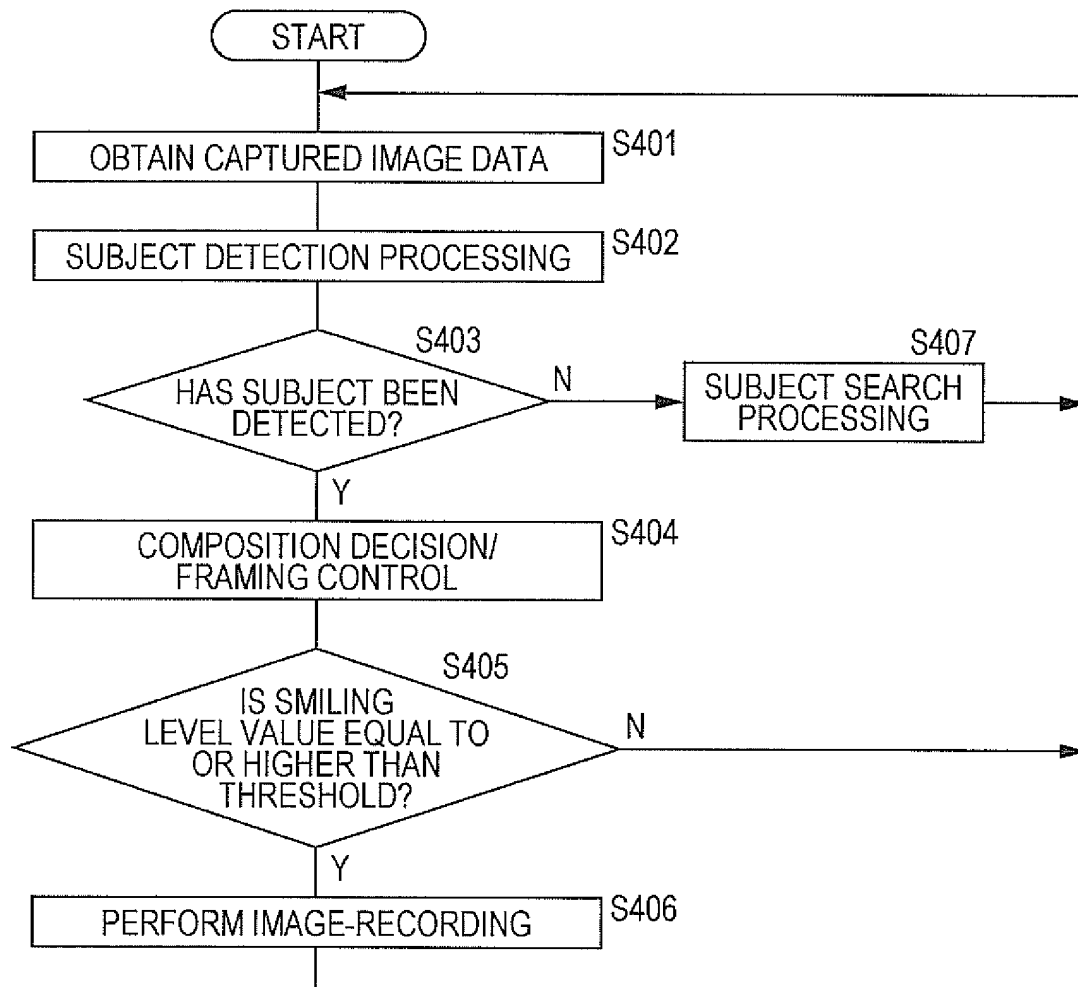 START
OBTAIN CAPTURED IMAGE DATA
S401
SUBJECT DETECTION PROCESSING
S402
S403
HAS SUBJECT BEEN
DETECTED?
N
S407
SUBJECT SEARCH
PROCESSING
Y
COMPOSITION DECISION/
FRAMING CONTROL
S404
S405
IS SMILING
LEVEL VALUE EQUAL TO
OR HIGHER THAN
THRESHOLD?
N
Y
PERFORM IMAGE-RECORDING
S406